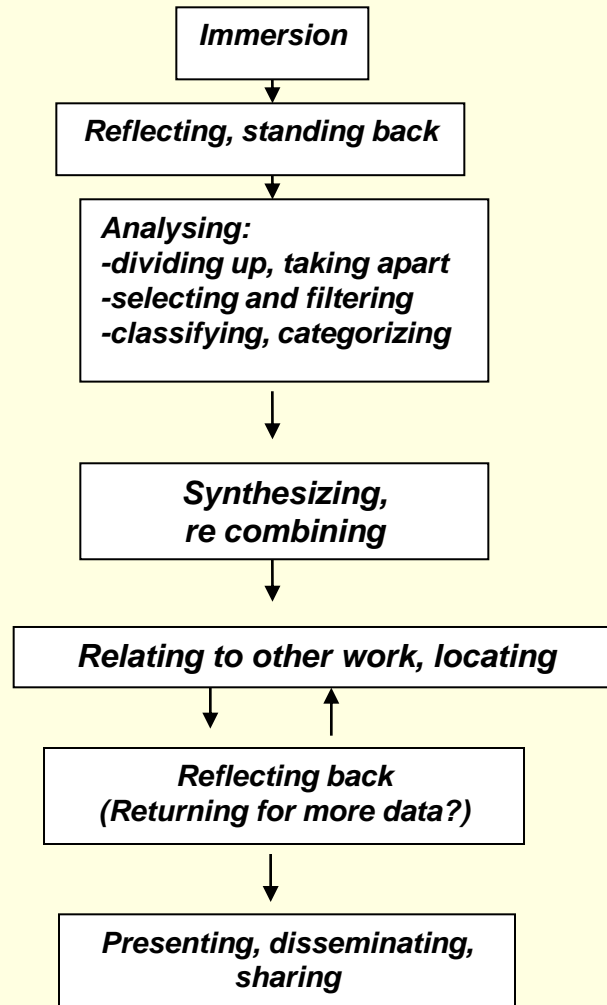 Immersion
Reflecting, standing back
Analysing:
-dividing up, taking apart
-selecting and filtering
-classifying, categorizing
Synthesizing,
re combining
Relating to other work, locating
Reflecting back
(Returning for more data?)
Presenting, disseminating,
sharing